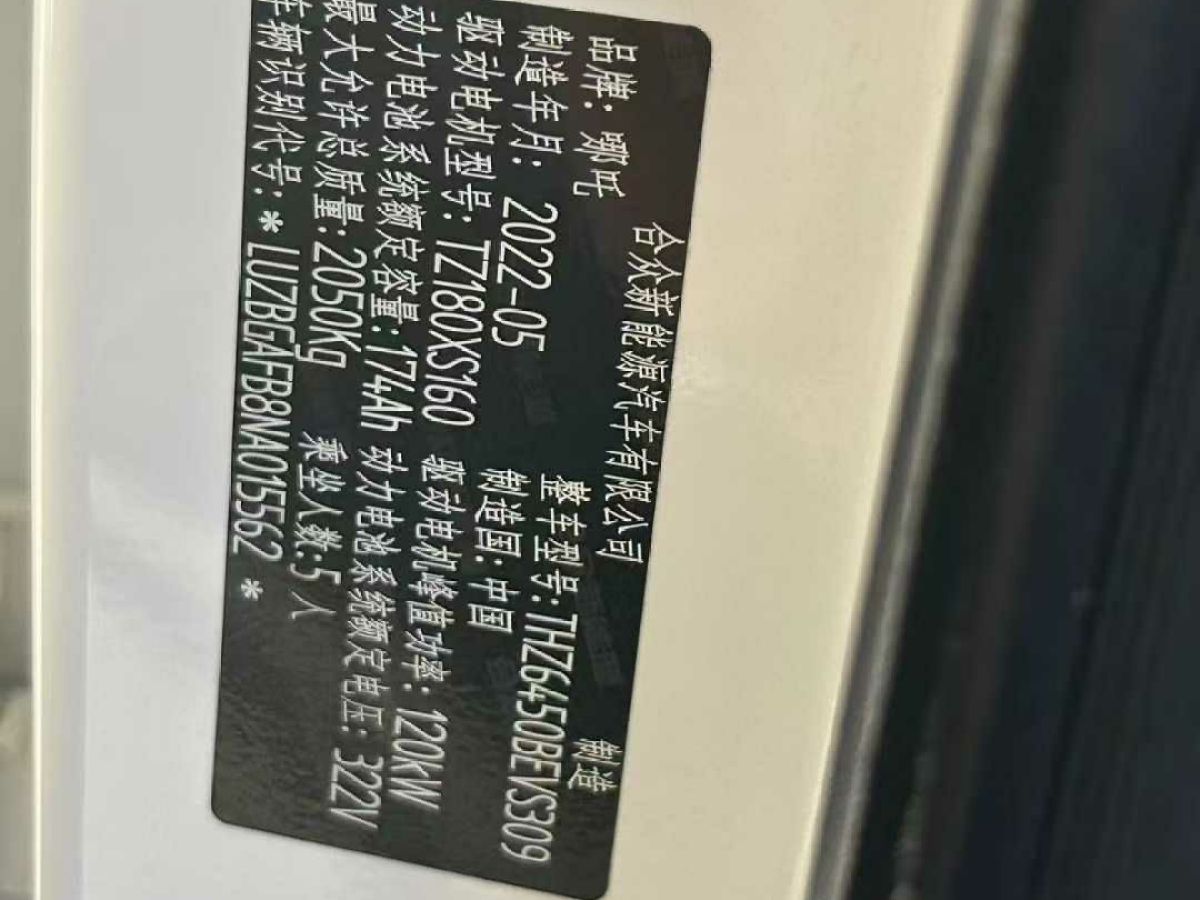 合众新能源汽车有限公司 制造
品牌: 哪吒 整车型号: THZ6450BEVS309
制造年月: 2022-05 制造国: 中国
驱动电机型号: TZ180XS160 驱动电机峰值功率: 120kW
动力电池系统额定容量: 174Ah 动力电池系统额定电压: 322V
最大允许总质量: 2050Kg 乘坐人数: 5 人
车辆识别代号: *LUZBGAFB8NA015562*